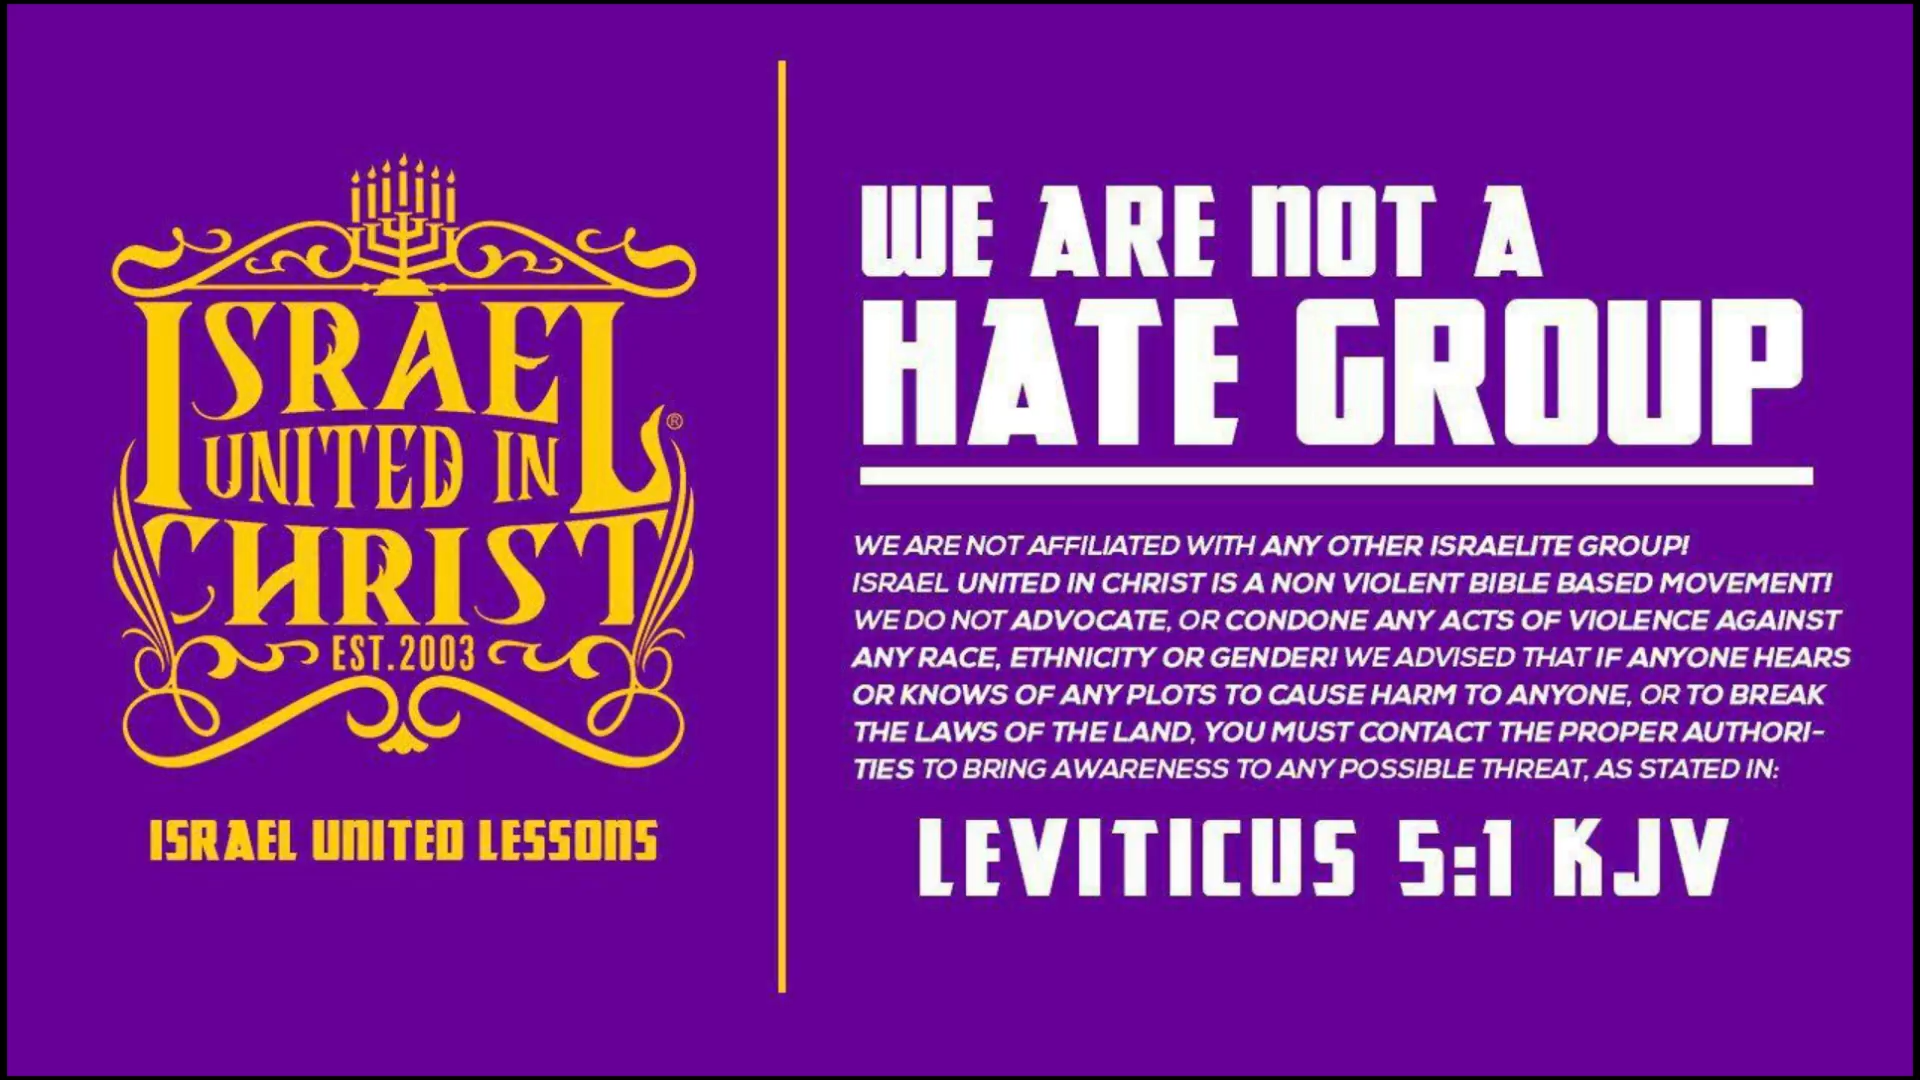 ISRAEL
UNITED IN
CHRIST
®
EST.2003
ISRAEL UNITED LESSONS
WE ARE NOT A
HATE GROUP
WE ARE NOT AFFILIATED WITH ANY OTHER ISRAELITE GROUP!
ISRAEL UNITED IN CHRIST IS A NON VIOLENT BIBLE BASED MOVEMENT!
WE DO NOT ADVOCATE, OR CONDONE ANY ACTS OF VIOLENCE AGAINST
ANY RACE, ETHNICITY OR GENDER! WE ADVISED THAT IF ANYONE HEARS
OR KNOWS OF ANY PLOTS TO CAUSE HARM TO ANYONE, OR TO BREAK
THE LAWS OF THE LAND, YOU MUST CONTACT THE PROPER AUTHORI-
TIES TO BRING AWARENESS TO ANY POSSIBLE THREAT, AS STATED IN:
LEVITICUS 5:1 KJV